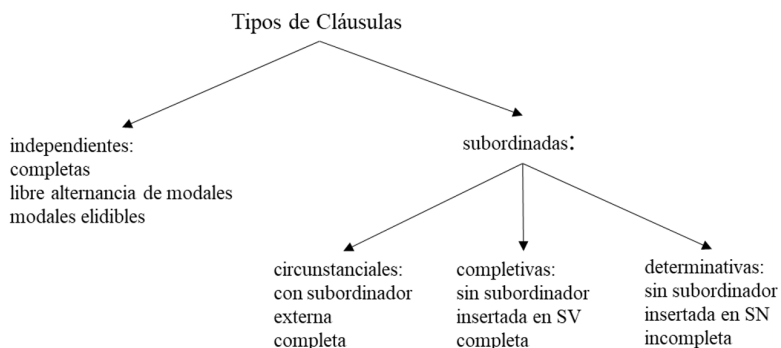 Tipos de Cláusulas
independientes:
completas
libre alternancia de modales
modales elidibles
subordinadas:
circunstanciales:
con subordinador
externa
completa
completivas:
sin subordinador
insertada en SV
completa
determinativas:
sin subordinador
insertada en SN
incompleta